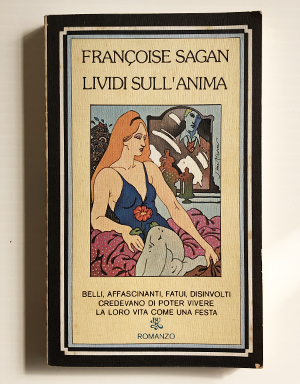 FRANÇOISE SAGAN
LIVIDI SULL'ANIMA
BELLI, AFFASCINANTI, FATUI, DISINVOLTI
CREDEVANO DI POTER VIVERE
LA LORO VITA COME UNA FESTA
ROMANZO